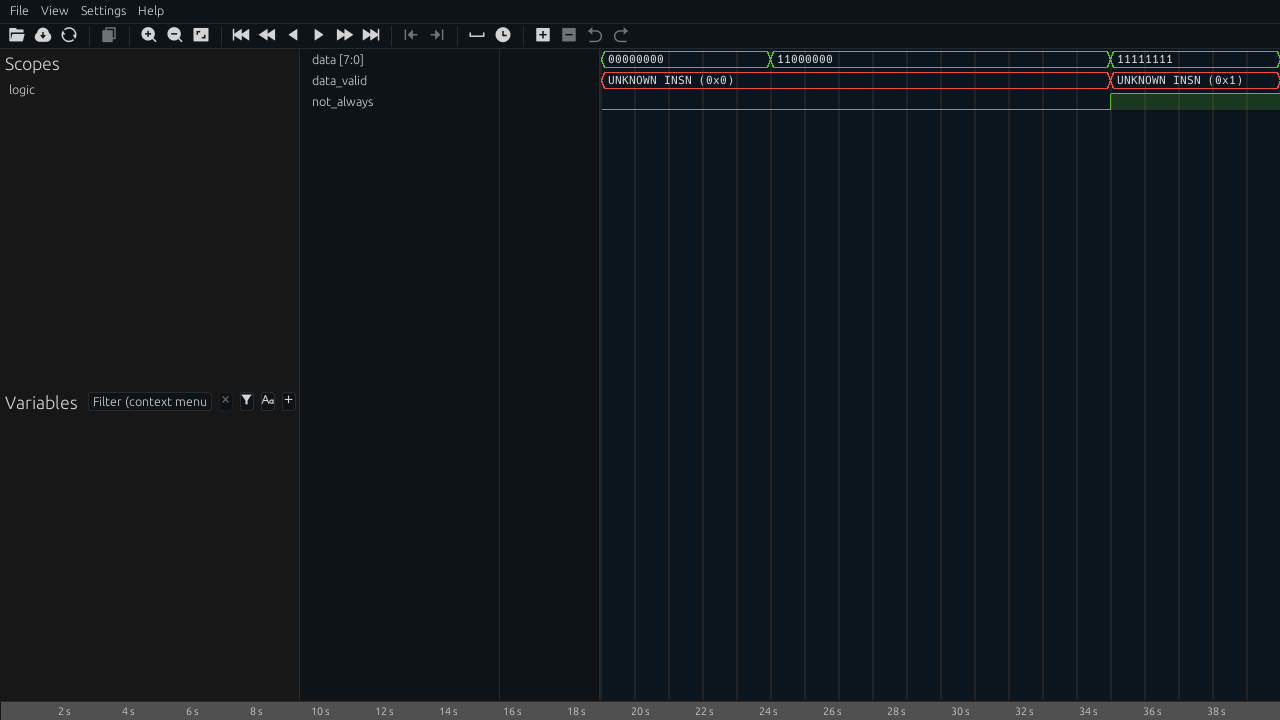 File View Settings Help
Scopes
logic
data [7:0]
data_valid
not_always
00000000 11000000 11111111
UNKNOWN INSN (0x0) UNKNOWN INSN (0x1)
Variables Filter (context menu × Aa +
2 s 4 s 6 s 8 s 10 s 12 s 14 s 16 s 18 s 20 s 22 s 24 s 26 s 28 s 30 s 32 s 34 s 36 s 38 s